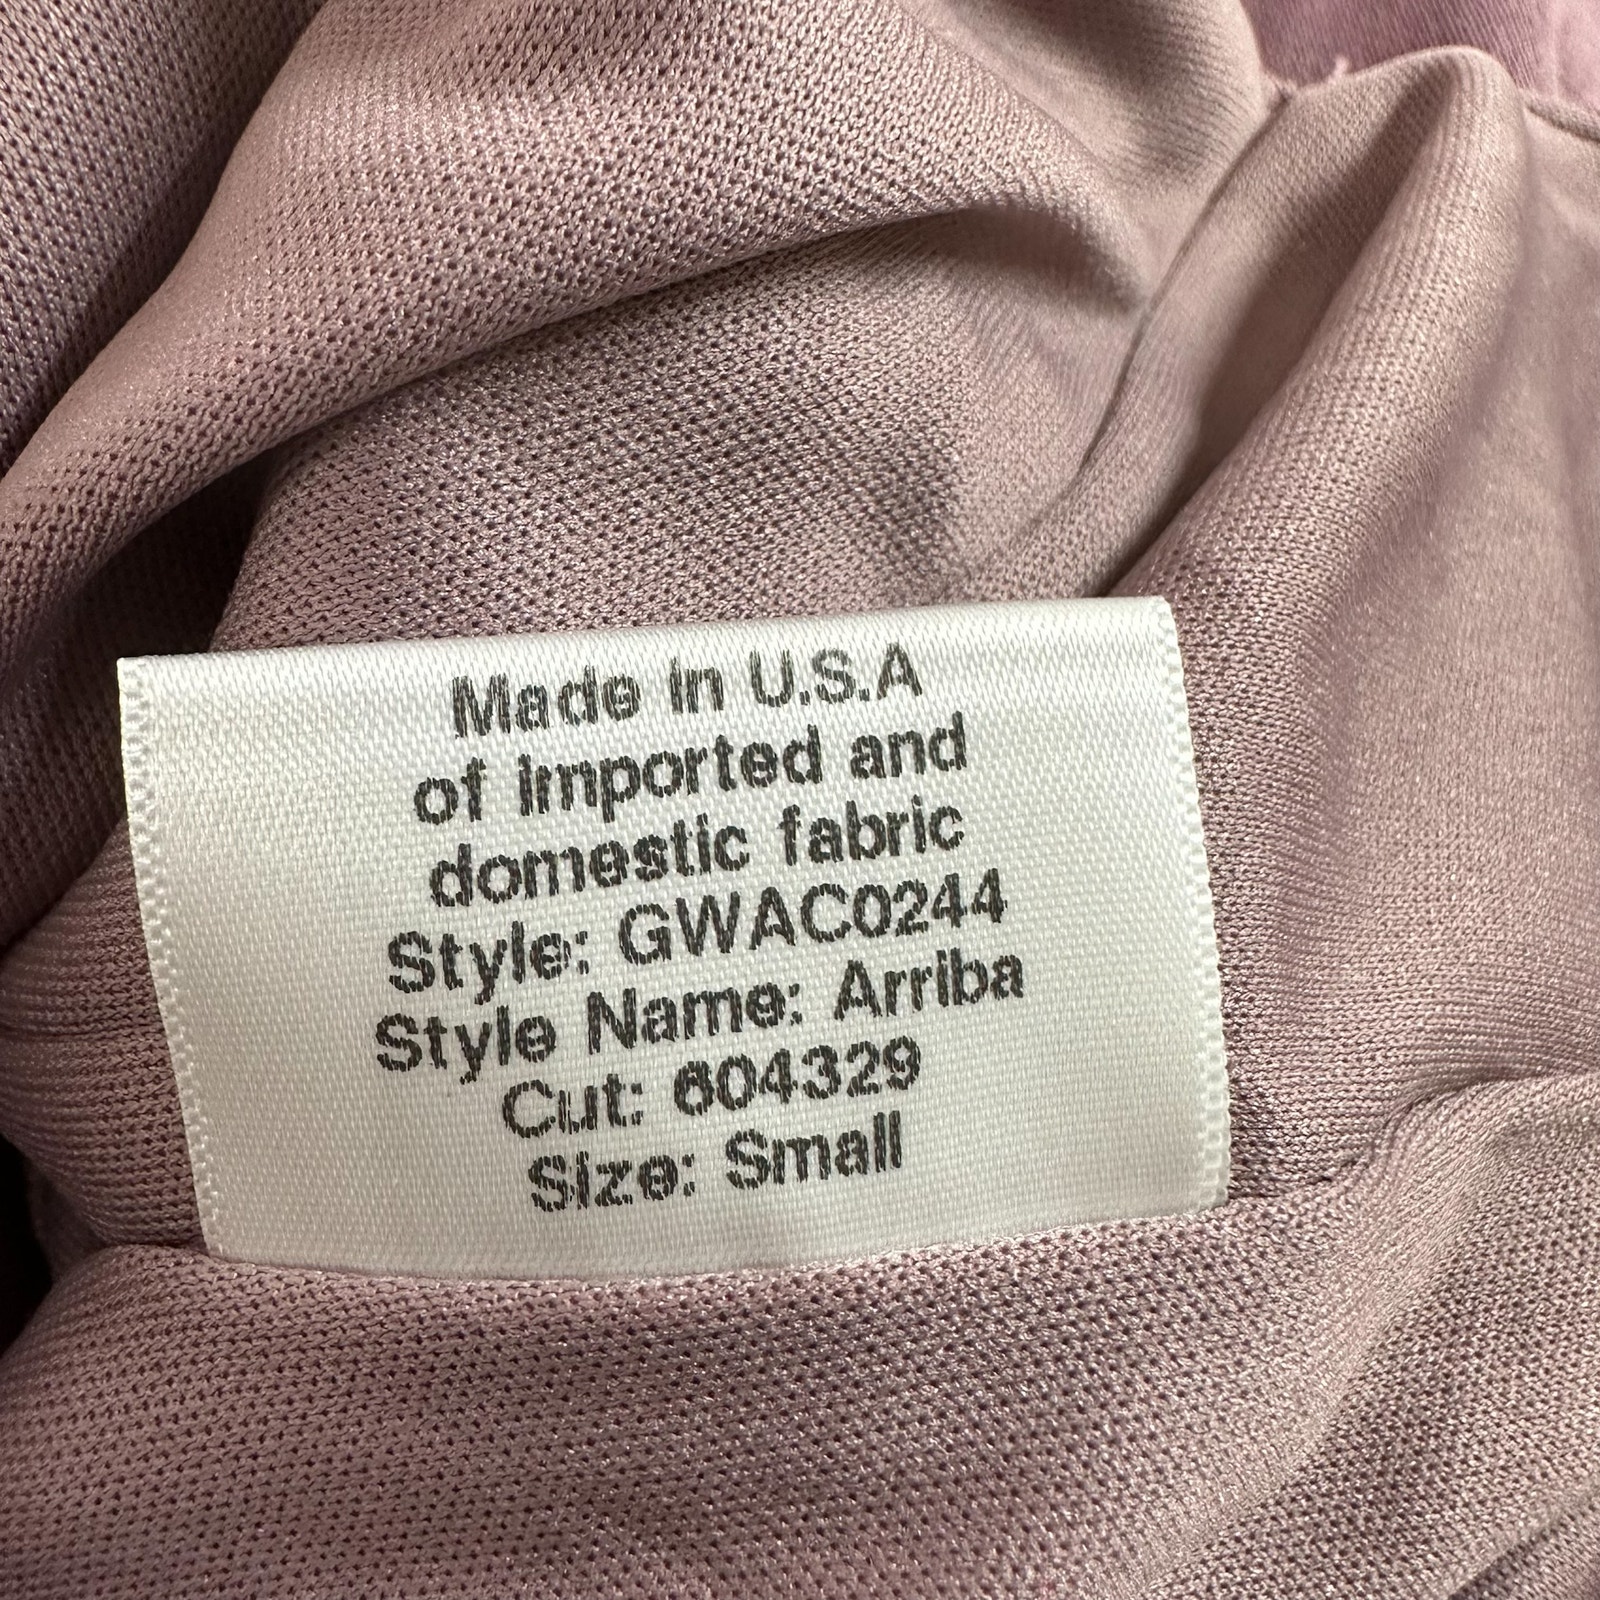 Made in U.S.A
of imported and
domestic fabric
Style: GWAC0244
Style Name: Arriba
Cut: 604329
Size: Small